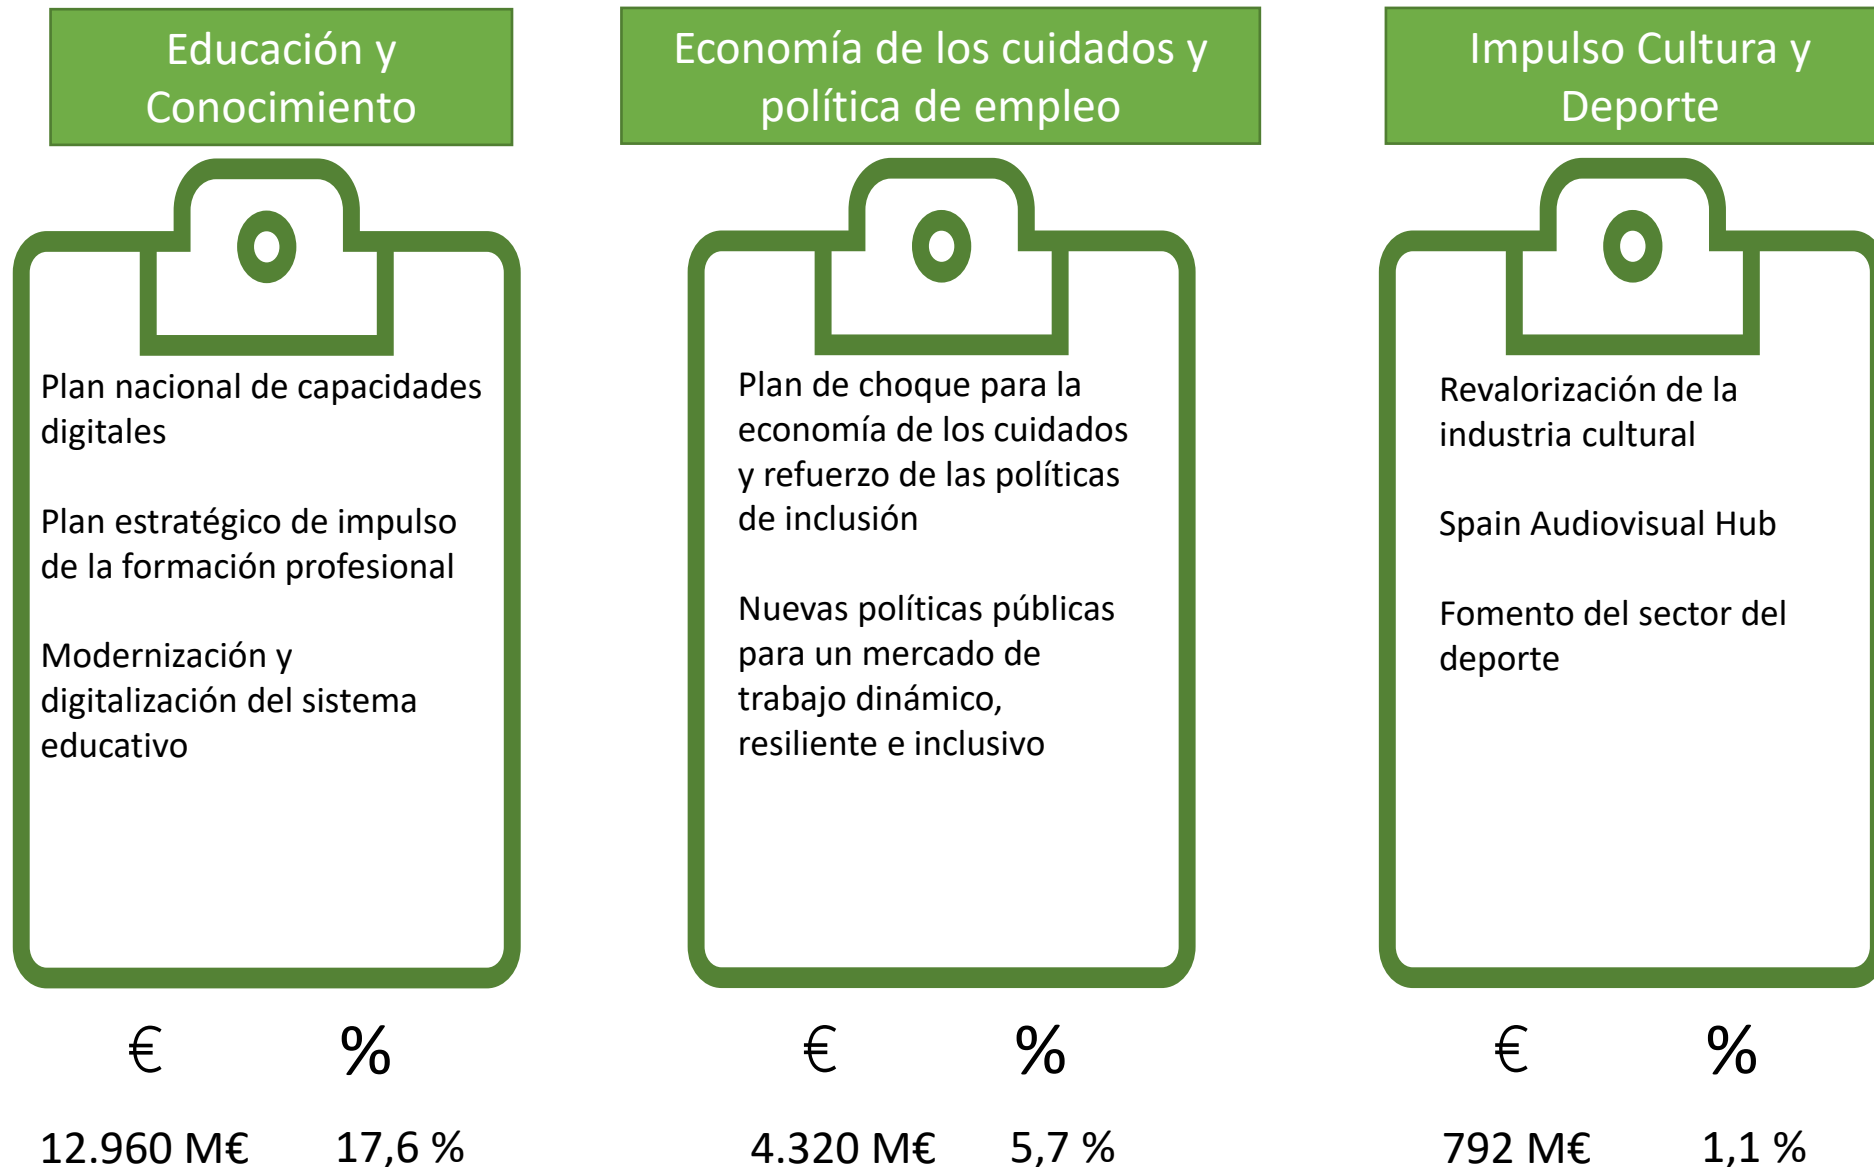 Educación y
Conocimiento
Plan nacional de capacidades
digitales
Plan estratégico de impulso
de la formación profesional
Modernización y
digitalización del sistema
educativo
€ %
12.960 M€ 17,6 %
Economía de los cuidados y
política de empleo
Plan de choque para la
economía de los cuidados
y refuerzo de las políticas
de inclusión
Nuevas políticas públicas
para un mercado de
trabajo dinámico,
resiliente e inclusivo
€ %
4.320 M€ 5,7 %
Impulso Cultura y
Deporte
Revalorización de la
industria cultural
Spain Audiovisual Hub
Fomento del sector del
deporte
€ %
792 M€ 1,1 %